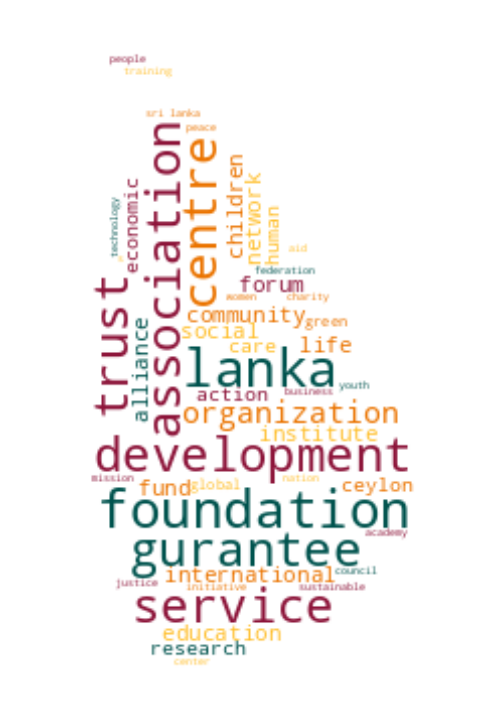 people
training
sri lanka
peace
association
centre
children
network
human
economic
technology
aid
federation
forum
women
charity
trust
alliance
community
green
social
care
life
lanka
youth
action
business
organization
institute
development
mission
fund
global
nation
ceylon
foundation
academy
gurantee
international
council
justice
initiative
sustainable
service
education
research
center